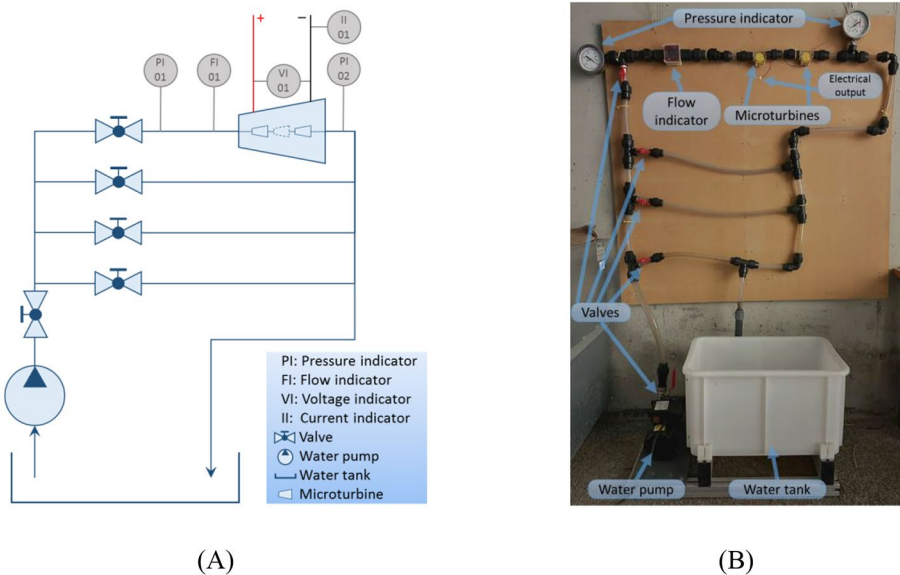 +
−
II
01
PI
01
FI
01
VI
01
PI
02
PI: Pressure indicator
FI: Flow indicator
VI: Voltage indicator
II: Current indicator
Valve
Water pump
Water tank
Microturbine
(A)
Pressure indicator
Flow
indicator
Microturbines
Electrical
output
Valves
Water pump
Water tank
(B)